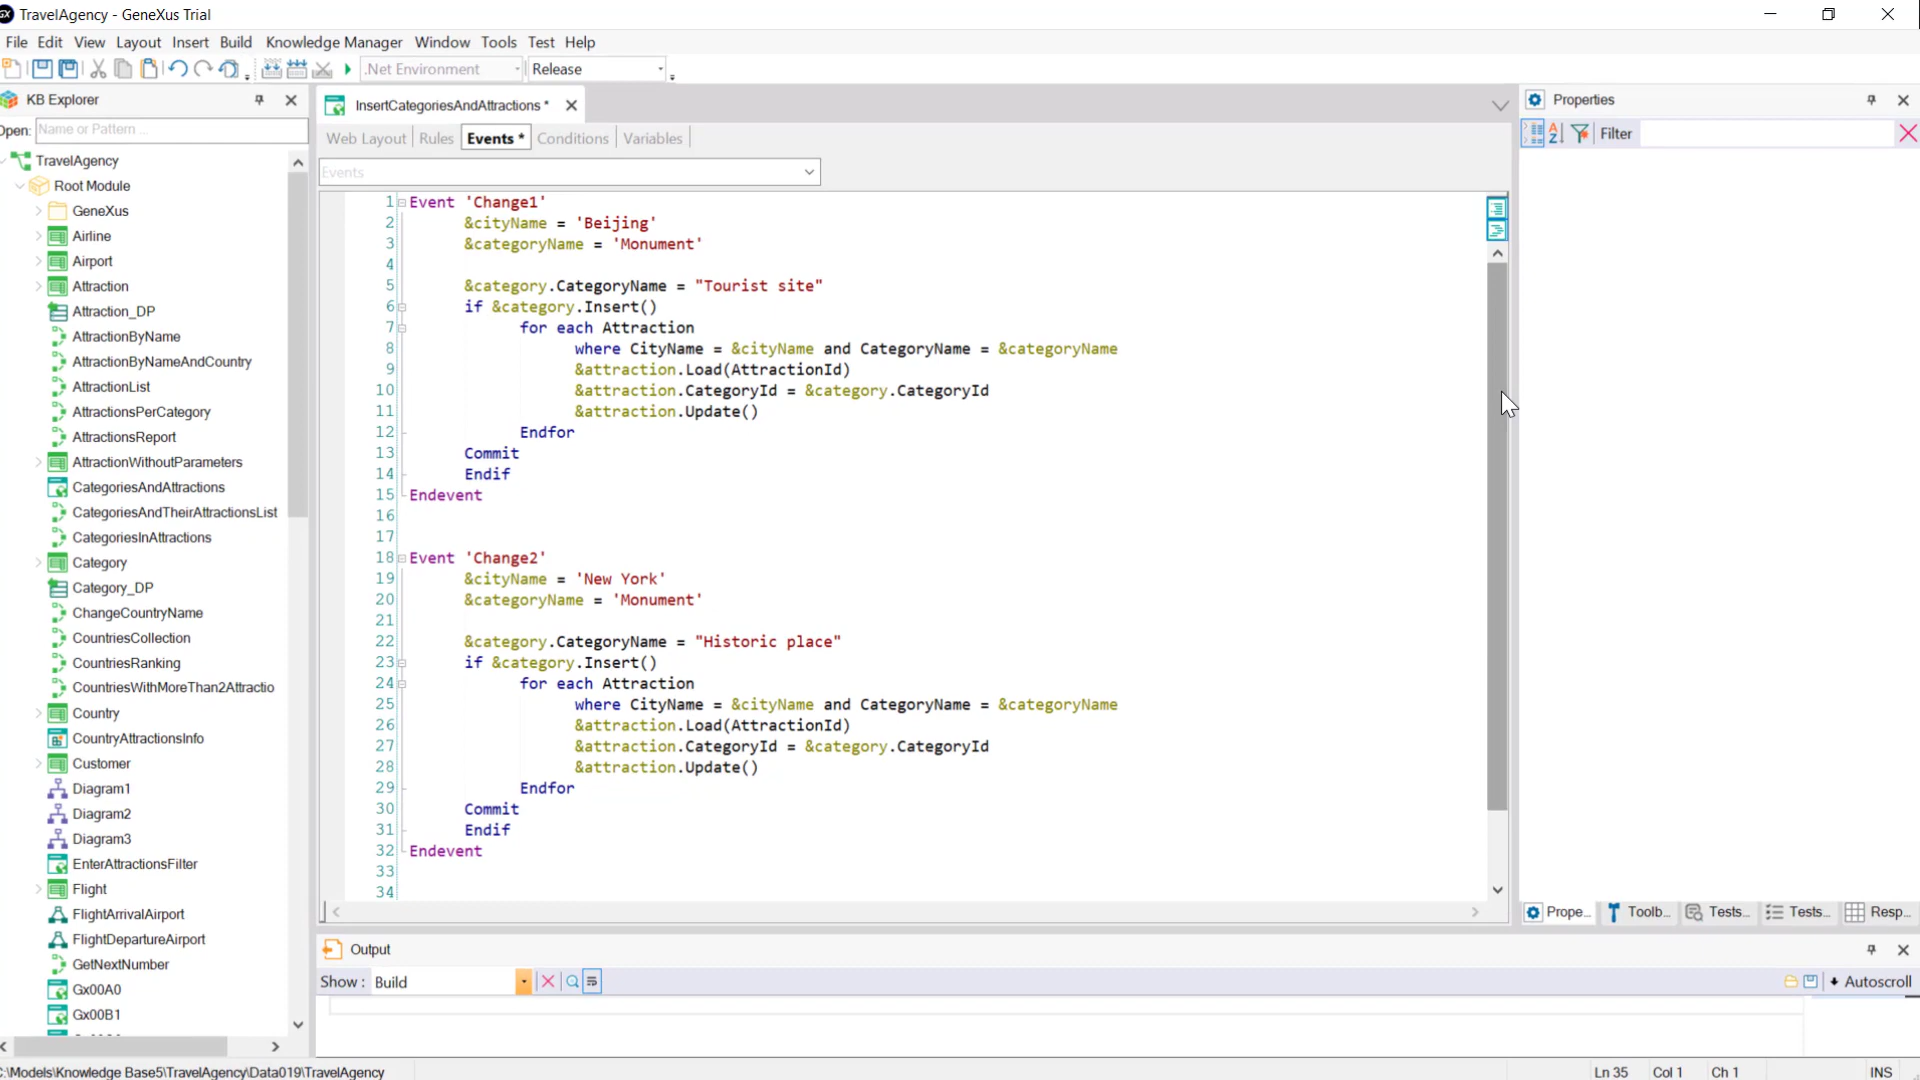 TravelAgency - GeneXus Trial
File Edit View Layout Insert Build Knowledge Manager Window Tools Test Help
.Net Environment Release
KB Explorer
Open: Name or Pattern ...
TravelAgency
Root Module
GeneXus
Airline
Airport
Attraction
Attraction_DP
AttractionByName
AttractionByNameAndCountry
AttractionList
AttractionsPerCategory
AttractionsReport
AttractionWithoutParameters
CategoriesAndAttractions
CategoriesAndTheirAttractionsList
CategoriesInAttractions
Category
Category_DP
ChangeCountryName
CountriesCollection
CountriesRanking
CountriesWithMoreThan2Attractio
Country
CountryAttractionsInfo
Customer
Diagram1
Diagram2
Diagram3
EnterAttractionsFilter
Flight
FlightArrivalAirport
FlightDepartureAirport
GetNextNumber
Gx00A0
Gx00B1
InsertCategoriesAndAttractions *
Web Layout Rules Events * Conditions Variables
Events
1 Event 'Change1'
2 &cityName = 'Beijing'
3 &categoryName = 'Monument'
4
5 &category.CategoryName = "Tourist site"
6 if &category.Insert()
7 for each Attraction
8 where CityName = &cityName and CategoryName = &categoryName
9 &attraction.Load(AttractionId)
10 &attraction.CategoryId = &category.CategoryId
11 &attraction.Update()
12 Endfor
13 Commit
14 Endif
15 Endevent
16
17
18 Event 'Change2'
19 &cityName = 'New York'
20 &categoryName = 'Monument'
21
22 &category.CategoryName = "Historic place"
23 if &category.Insert()
24 for each Attraction
25 where CityName = &cityName and CategoryName = &categoryName
26 &attraction.Load(AttractionId)
27 &attraction.CategoryId = &category.CategoryId
28 &attraction.Update()
29 Endfor
30 Commit
31 Endif
32 Endevent
33
34
Properties
Filter
Prope... Toolb... Tests... Tests... Resp...
Output
Show : Build
Autoscroll
:\Models\Knowledge Base5\TravelAgency\Data019\TravelAgency
Ln 35 Col 1 Ch 1 INS